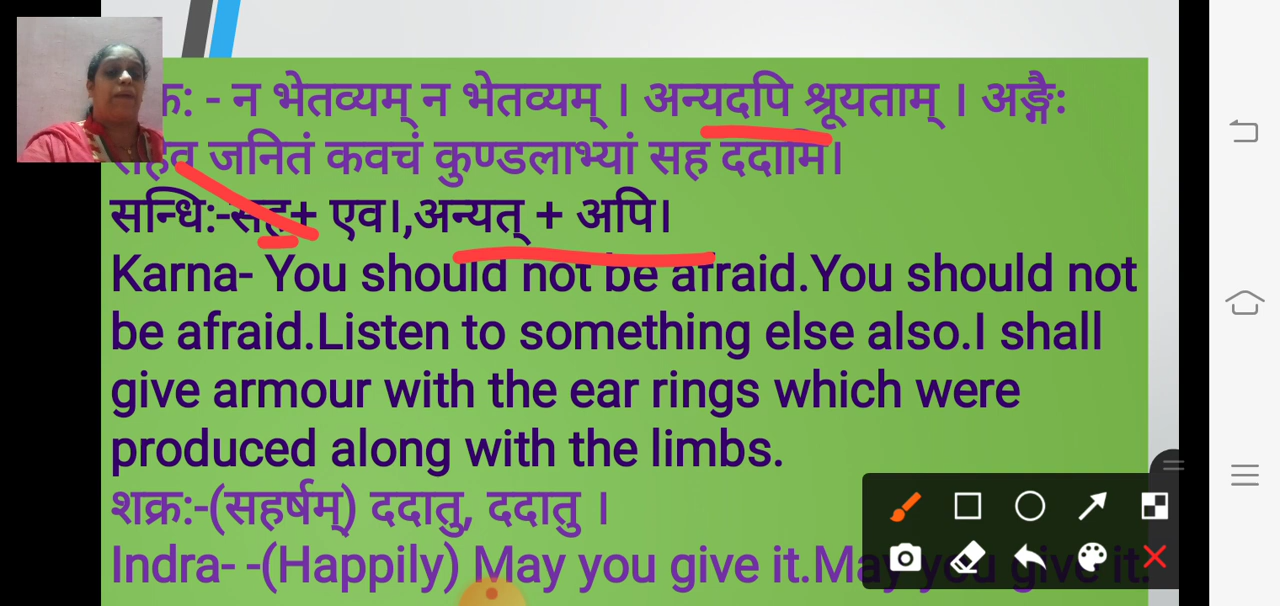 - न भेतव्यम् न भेतव्यम् । अन्यदपि श्रूयताम् । अङ्गैः
जनितं कवचं कुण्डलाभ्यां सह ददामि।
सन्धि:-सह+ एव।,अन्यत् + अपि।
Karna- You should not be afraid.You should not
be afraid.Listen to something else also.I shall
give armour with the ear rings which were
produced along with the limbs.
शक्र:-(सहर्षम्) ददातु, ददातु ।
Indra- -(Happily) May you give it.May you give it.